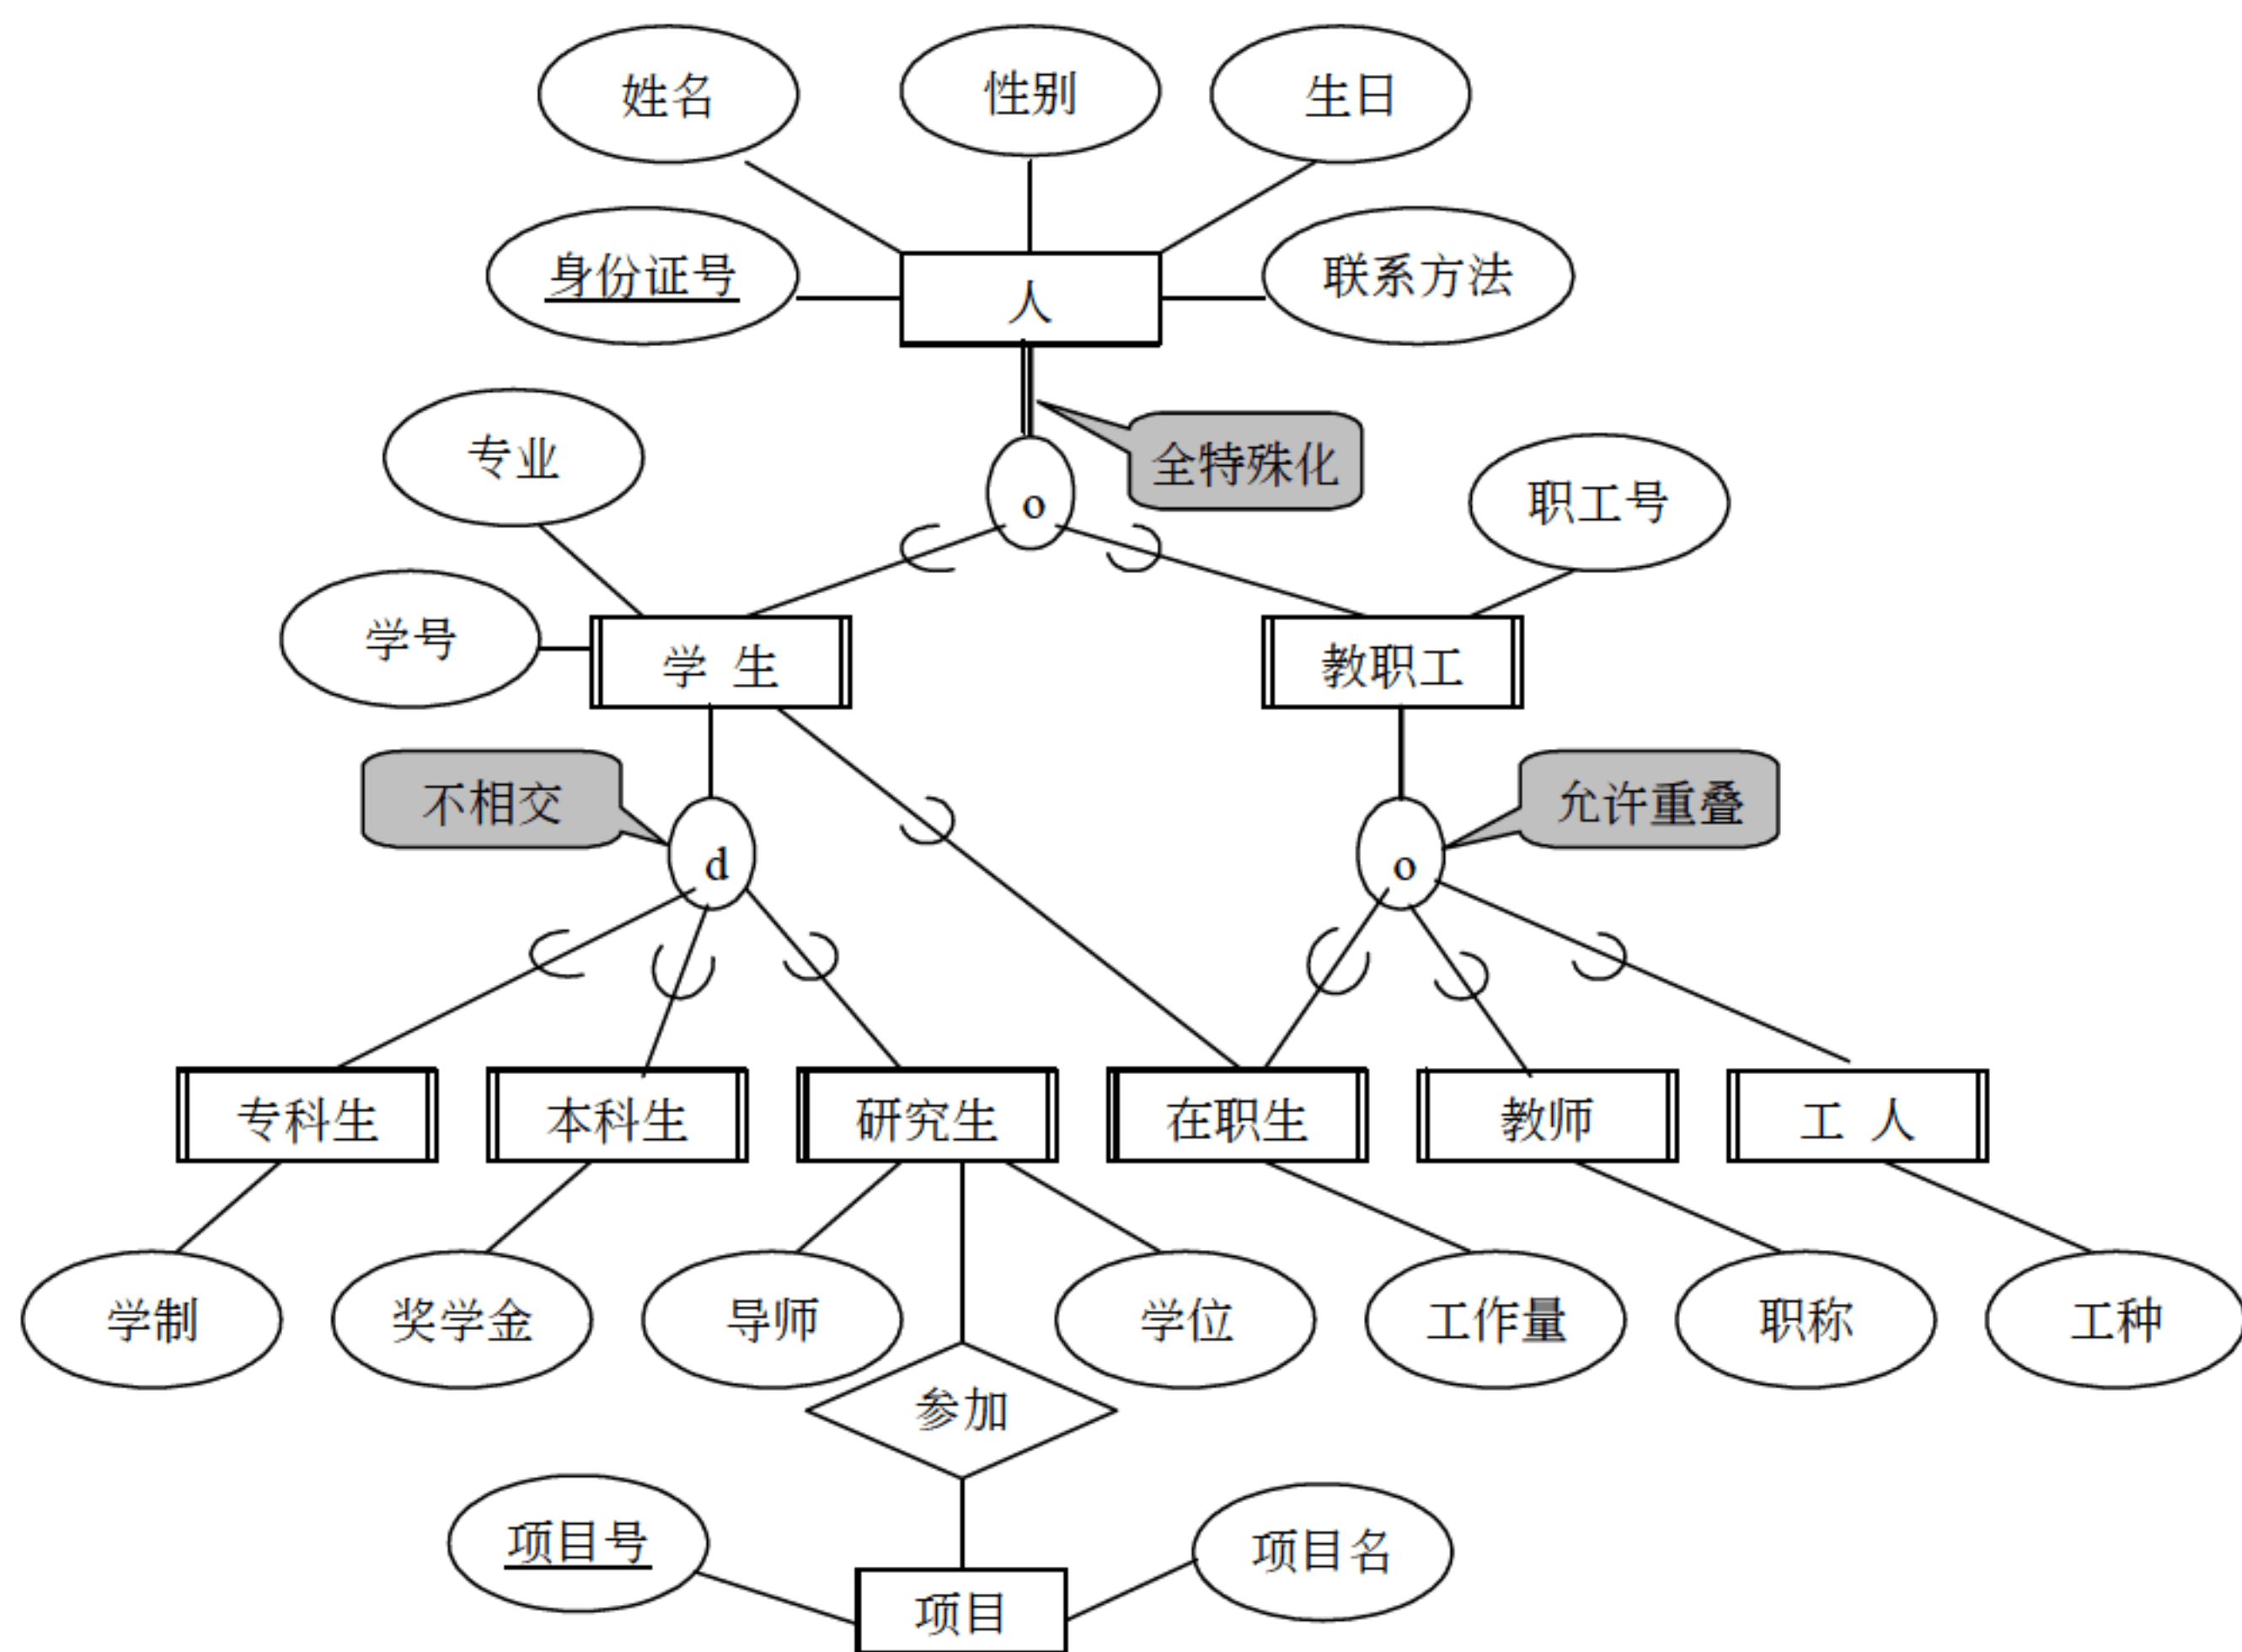 姓名
性别
生日
身份证号
人
联系方法
专业
全特殊化
o
职工号
学号
学 生
教职工
不相交
d
o
允许重叠
专科生
本科生
研究生
在职生
教师
工 人
学制
奖学金
导师
学位
工作量
职称
工种
参加
项目号
项目名
项目